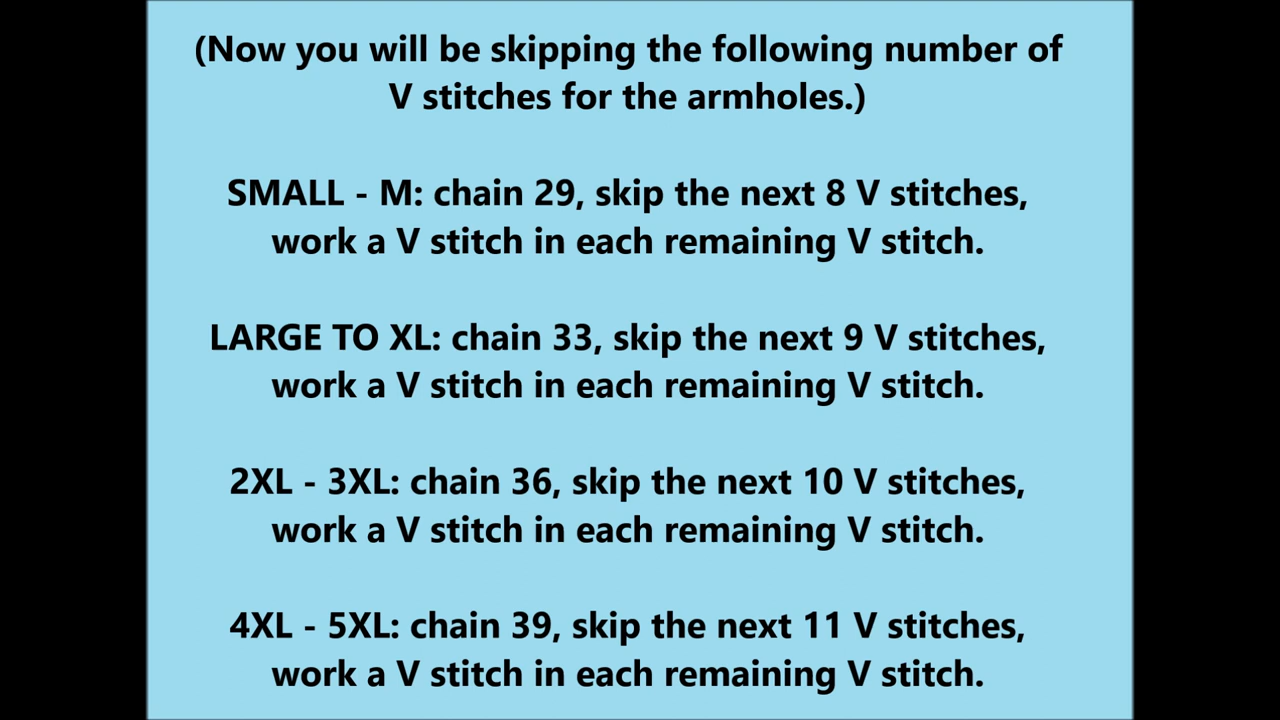 (Now you will be skipping the following number of
V stitches for the armholes.)
SMALL - M: chain 29, skip the next 8 V stitches,
work a V stitch in each remaining V stitch.
LARGE TO XL: chain 33, skip the next 9 V stitches,
work a V stitch in each remaining V stitch.
2XL - 3XL: chain 36, skip the next 10 V stitches,
work a V stitch in each remaining V stitch.
4XL - 5XL: chain 39, skip the next 11 V stitches,
work a V stitch in each remaining V stitch.